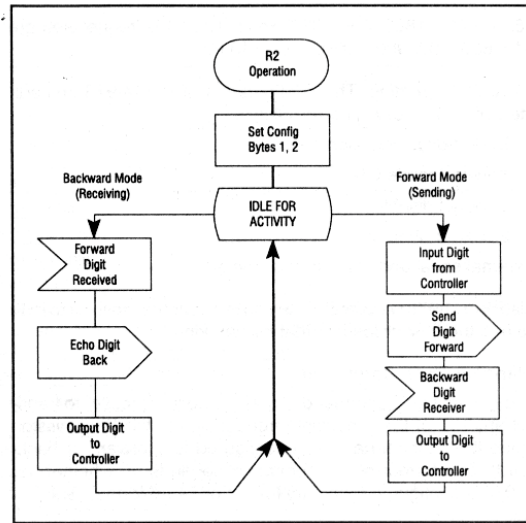 R2
Operation
Set Config
Bytes 1, 2
Backward Mode
(Receiving)
Forward Mode
(Sending)
IDLE FOR
ACTIVITY
Forward
Digit
Received
Input Digit
from
Controller
Send
Digit
Forward
Echo Digit
Back
Backward
Digit
Receiver
Output Digit
to
Controller
Output Digit
to
Controller